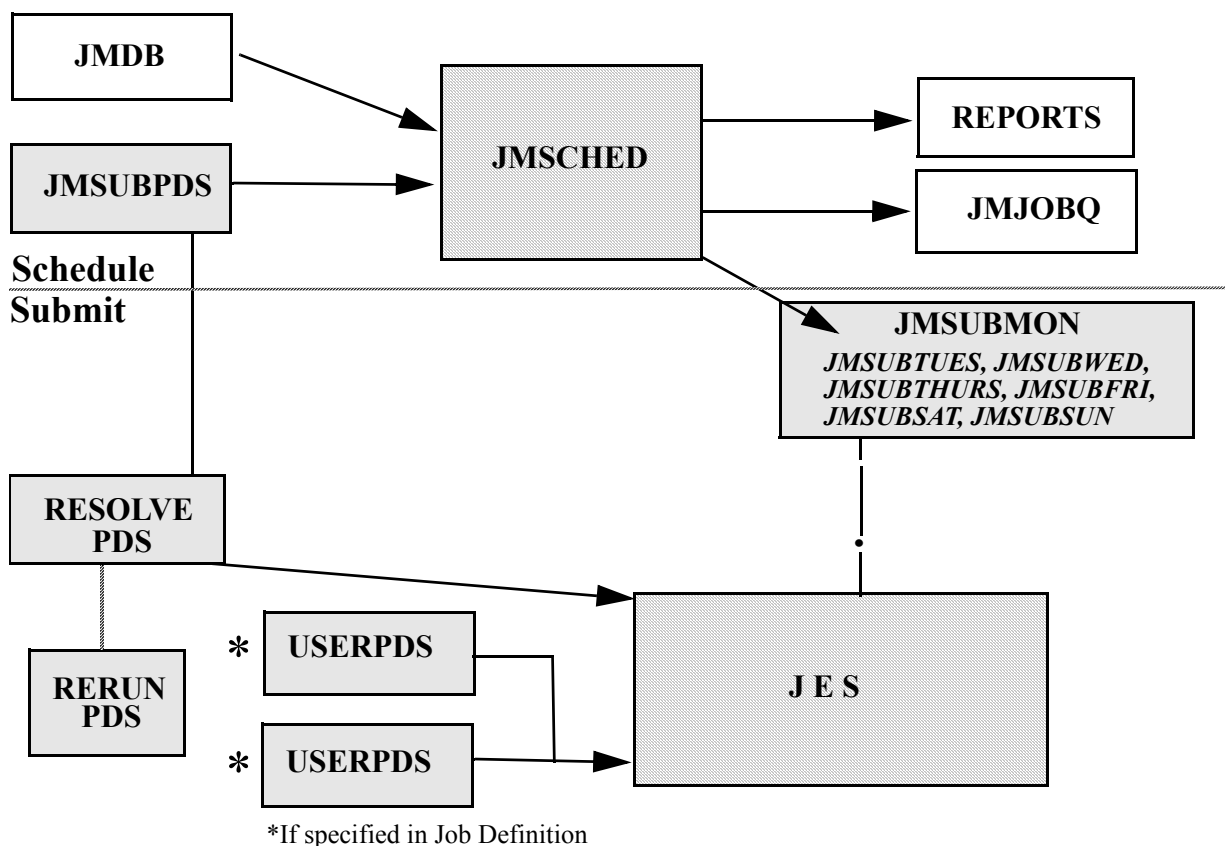 JMDB
JMSUBPDS
JMSCHED
REPORTS
JMJOBQ
Schedule
Submit
JMSUBMON
JMSUBTUES, JMSUBWED,
JMSUBTHURS, JMSUBFRI,
JMSUBSAT, JMSUBSUN
RESOLVE
PDS
RERUN
PDS
* USERPDS
* USERPDS
J E S
*If specified in Job Definition